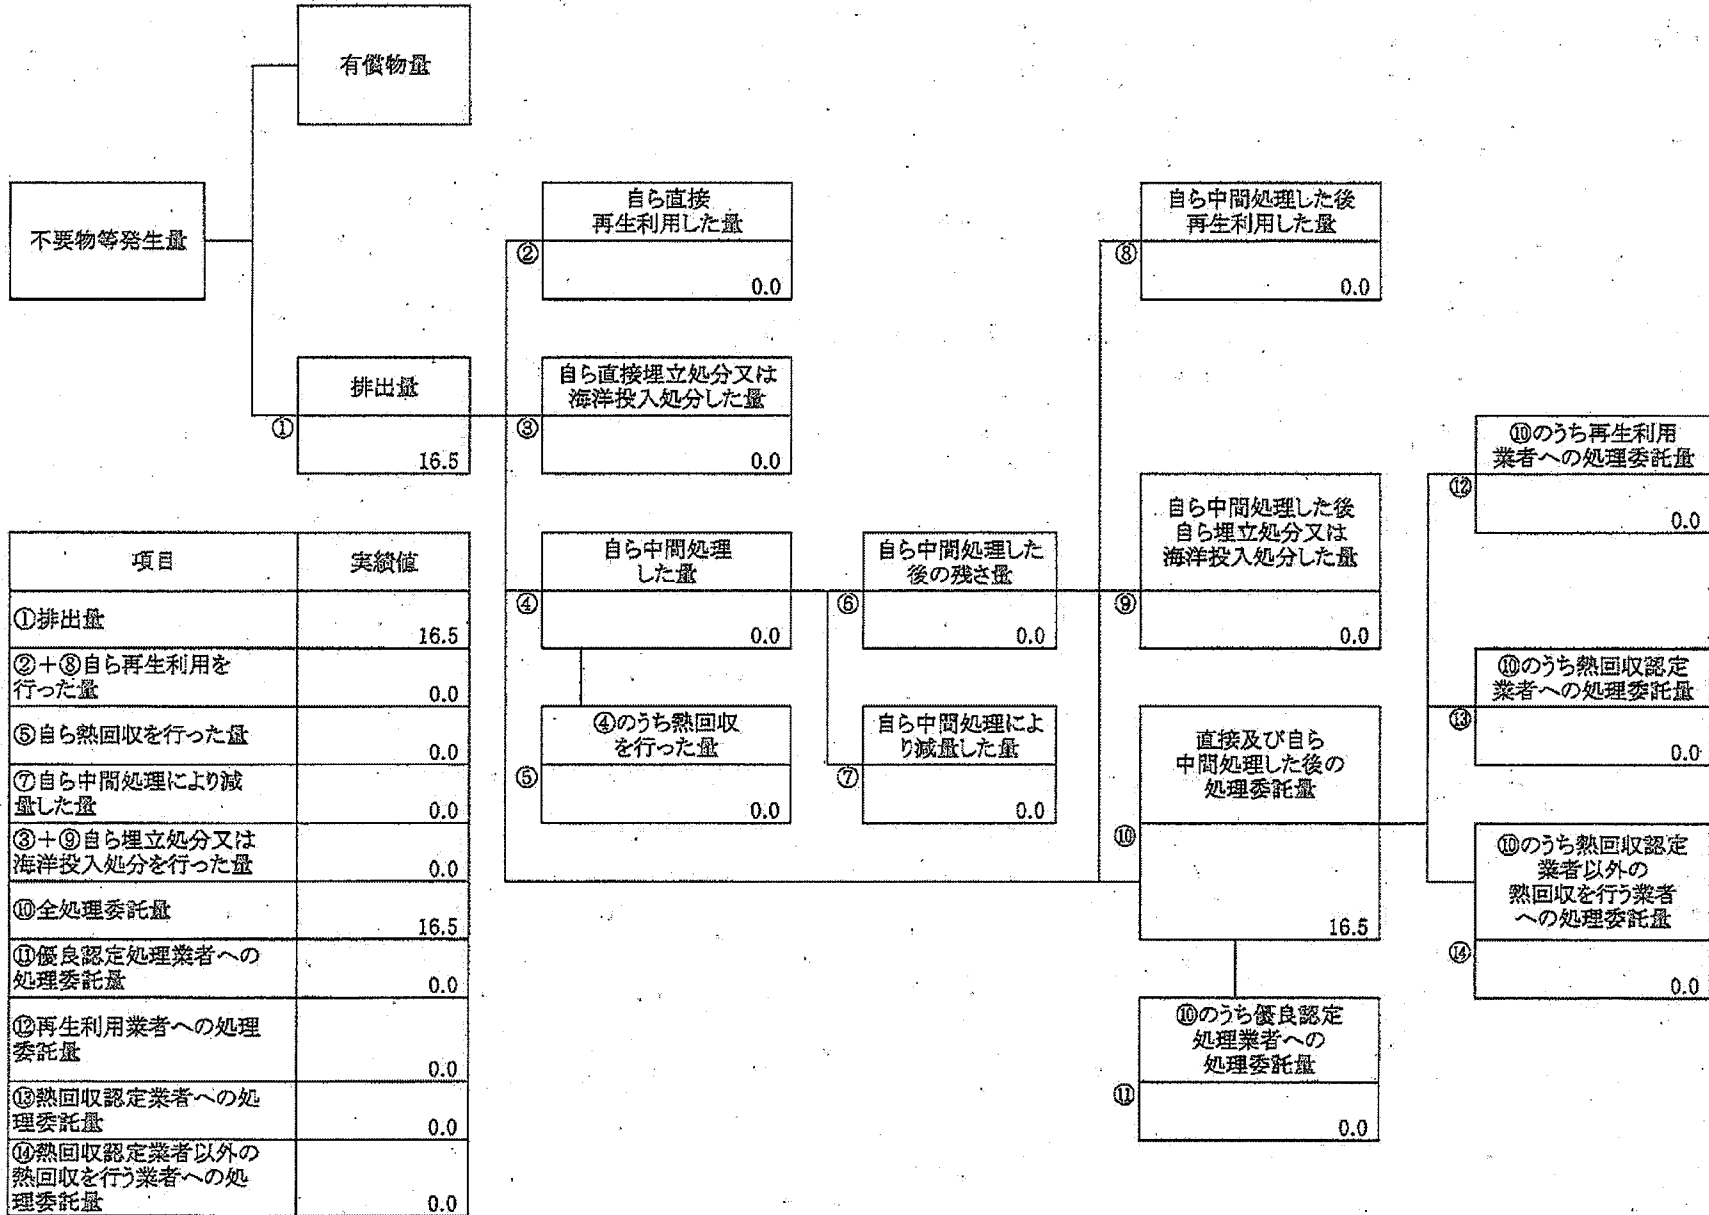 有償物量
不要物等発生量
排出量
①
16.5
自ら直接
再生利用した量
②
0.0
自ら直接埋立処分又は
海洋投入処分した量
③
0.0
自ら中間処理
した量
④
0.0
④のうち熱回収
を行った量
⑤
0.0
自ら中間処理した
後の残さ量
⑥
0.0
自ら中間処理によ
り減量した量
⑦
0.0
自ら中間処理した後
再生利用した量
⑧
0.0
自ら中間処理した後
自ら埋立処分又は
海洋投入処分した量
⑨
0.0
直接及び自ら
中間処理した後の
処理委託量
⑩
16.5
⑩のうち優良認定
処理業者への
処理委託量
⑪
0.0
⑩のうち再生利用
業者への処理委託量
⑫
0.0
⑩のうち熱回収認定
業者への処理委託量
⑬
0.0
⑩のうち熱回収認定
業者以外の
熱回収を行う業者
への処理委託量
⑭
0.0
項目 実績値
①排出量
16.5
②+⑧自ら再生利用を
行った量
0.0
⑤自ら熱回収を行った量
0.0
⑦自ら中間処理により減
量した量
0.0
③+⑨自ら埋立処分又は
海洋投入処分を行った量
0.0
⑩全処理委託量
16.5
⑪優良認定処理業者への
処理委託量
0.0
⑫再生利用業者への処理
委託量
0.0
⑬熱回収認定業者への処
理委託量
0.0
⑭熱回収認定業者以外の
熱回収を行う業者への処
理委託量
0.0